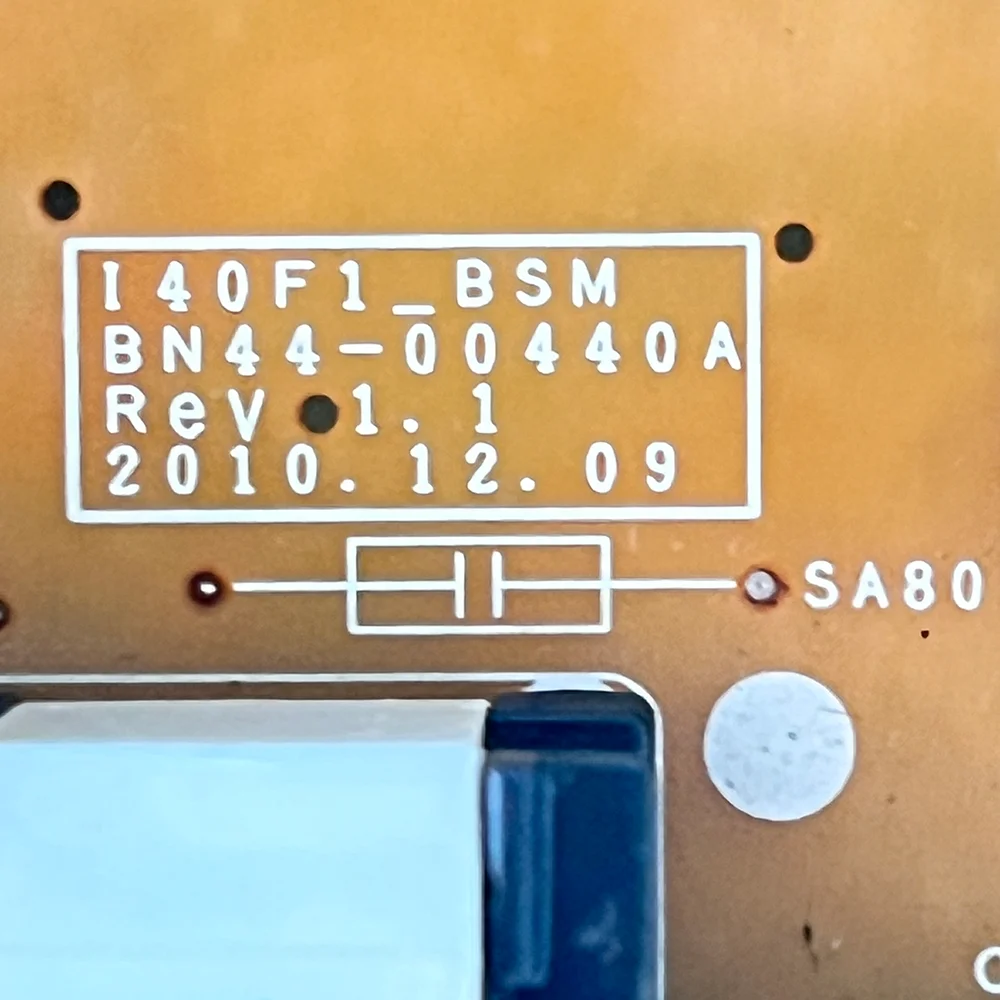 I40F1_BSM
BN44-00440A
ReV 1.1
2010.12.09
SA80